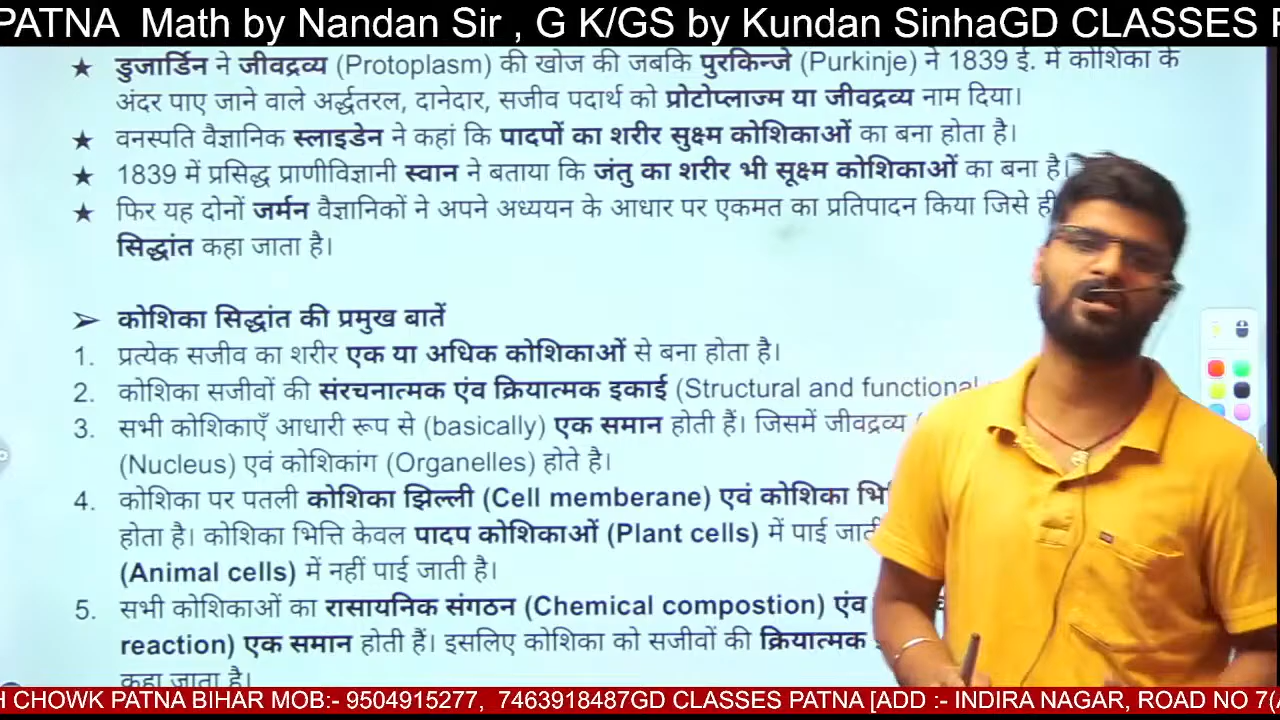 PATNA Math by Nandan Sir , G K/GS by Kundan SinhaGD CLASSES
★ डुजार्डिन ने जीवद्रव्य (Protoplasm) की खोज की जबकि पुरकिन्जे (Purkinje) ने 1839 ई. में कोशिका के
अंदर पाए जाने वाले अर्द्धतरल, दानेदार, सजीव पदार्थ को प्रोटोप्लाज्म या जीवद्रव्य नाम दिया।
★ वनस्पति वैज्ञानिक स्लाइडेन ने कहां कि पादपों का शरीर सुक्ष्म कोशिकाओं का बना होता है।
★ 1839 में प्रसिद्ध प्राणीविज्ञानी स्वान ने बताया कि जंतु का शरीर भी सूक्ष्म कोशिकाओं का बना है।
★ फिर यह दोनों जर्मन वैज्ञानिकों ने अपने अध्ययन के आधार पर एकमत का प्रतिपादन किया जिसे ही
सिद्धांत कहा जाता है।
➢ कोशिका सिद्धांत की प्रमुख बातें
1. प्रत्येक सजीव का शरीर एक या अधिक कोशिकाओं से बना होता है।
2. कोशिका सजीवों की संरचनात्मक एंव क्रियात्मक इकाई (Structural and functional
3. सभी कोशिकाएँ आधारी रूप से (basically) एक समान होती हैं। जिसमें जीवद्रव्य
(Nucleus) एवं कोशिकांग (Organelles) होते है।
4. कोशिका पर पतली कोशिका झिल्ली (Cell memberane) एवं कोशिका
होता है। कोशिका भित्ति केवल पादप कोशिकाओं (Plant cells) में पाई
(Animal cells) में नहीं पाई जाती है।
5. सभी कोशिकाओं का रासायनिक संगठन (Chemical compostion) एंव
reaction) एक समान होती हैं। इसलिए कोशिका को सजीवों की क्रियात्मक
कहा जाता है।
CHOWK PATNA BIHAR MOB:- 9504915277, 7463918487GD CLASSES PATNA [ADD :- INDIRA NAGAR, ROAD NO 7(